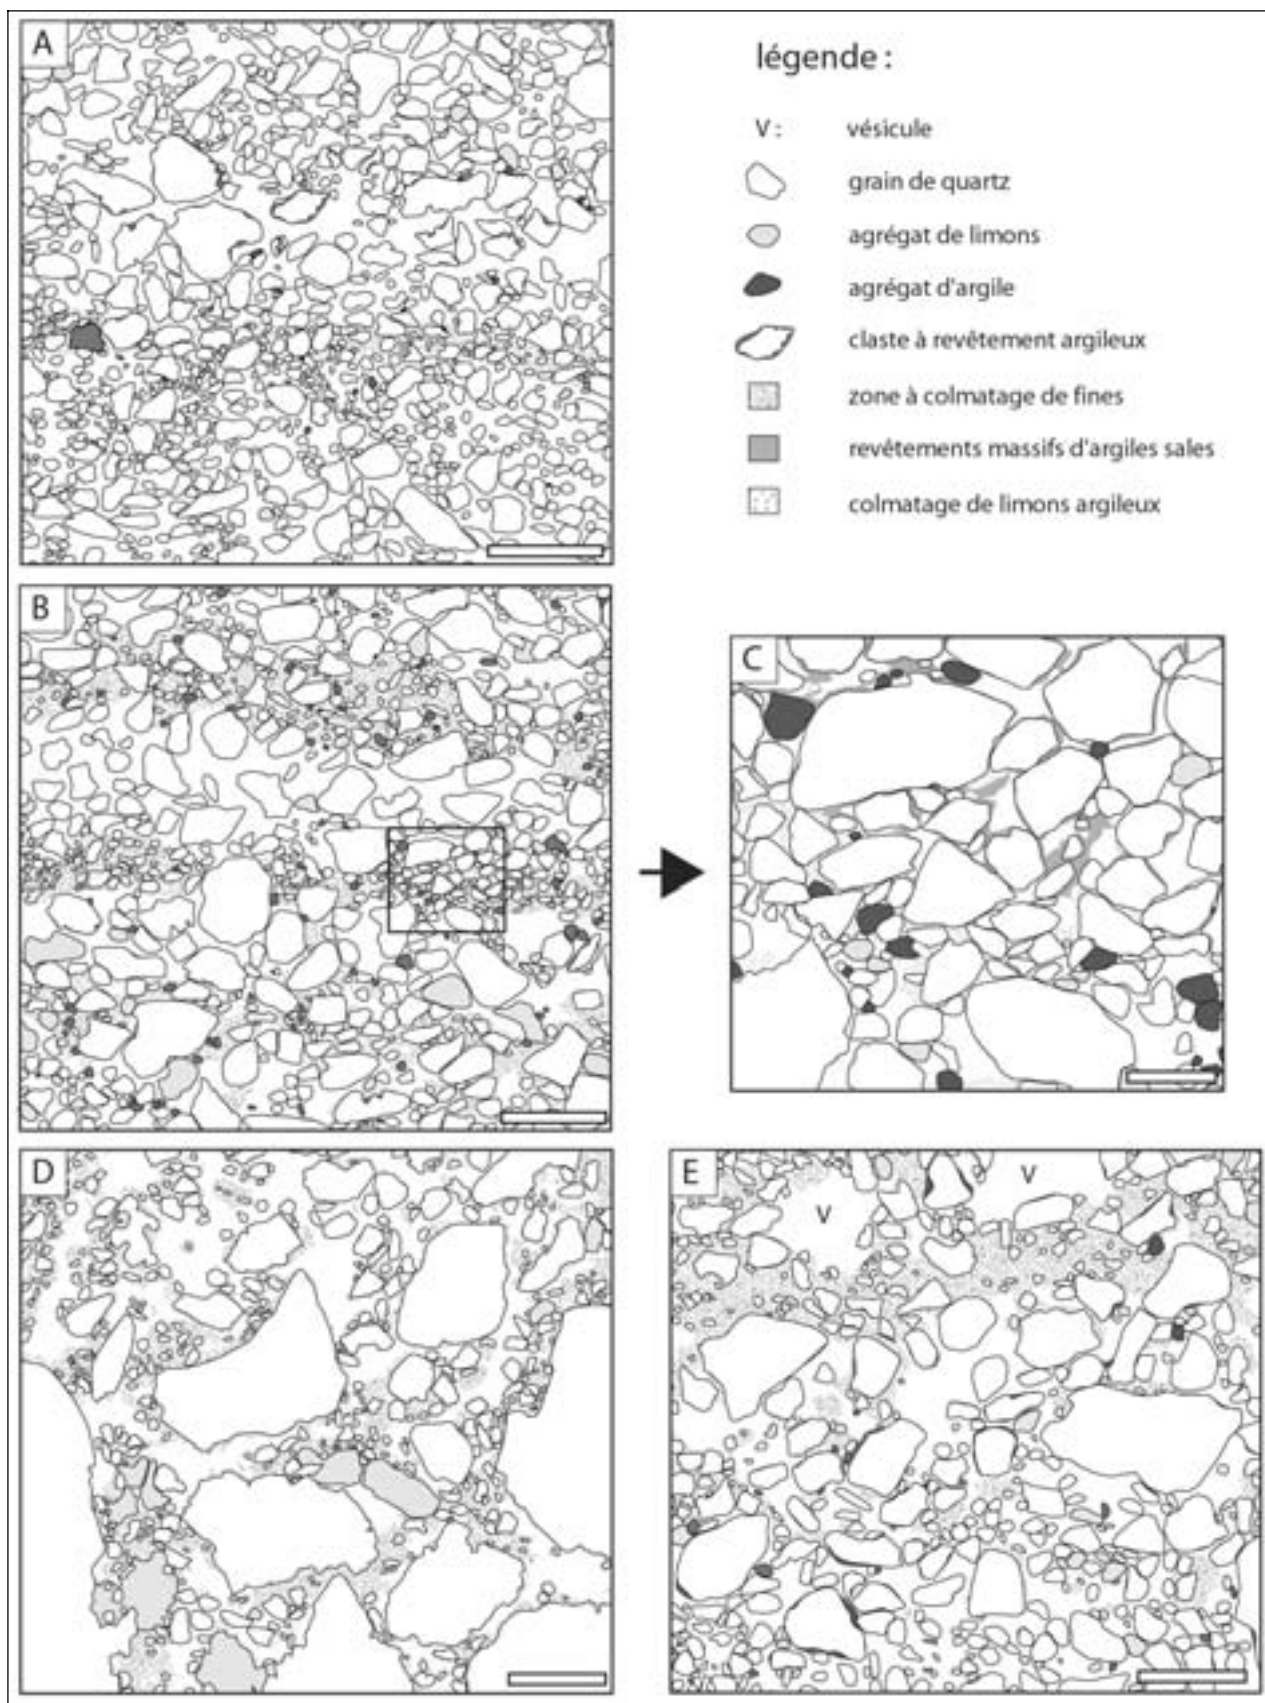 A
légende :
V : vésicule
grain de quartz
agrégat de limons
agrégat d'argile
claste à revêtement argileux
zone à colmatage de fines
revêtements massifs d'argiles sales
colmatage de limons argileux
B
C
D
E
V
V